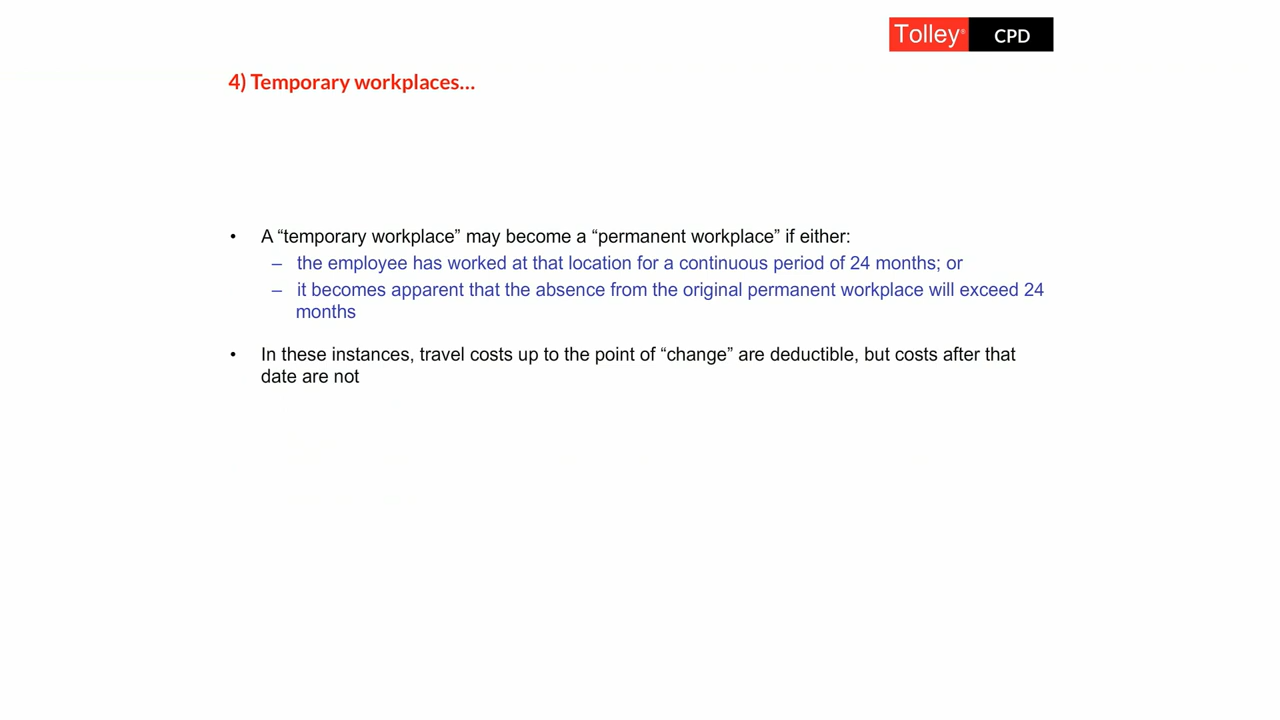 Tolley® CPD
4) Temporary workplaces...
• A “temporary workplace” may become a “permanent workplace” if either:
– the employee has worked at that location for a continuous period of 24 months; or
– it becomes apparent that the absence from the original permanent workplace will exceed 24
months
• In these instances, travel costs up to the point of “change” are deductible, but costs after that
date are not